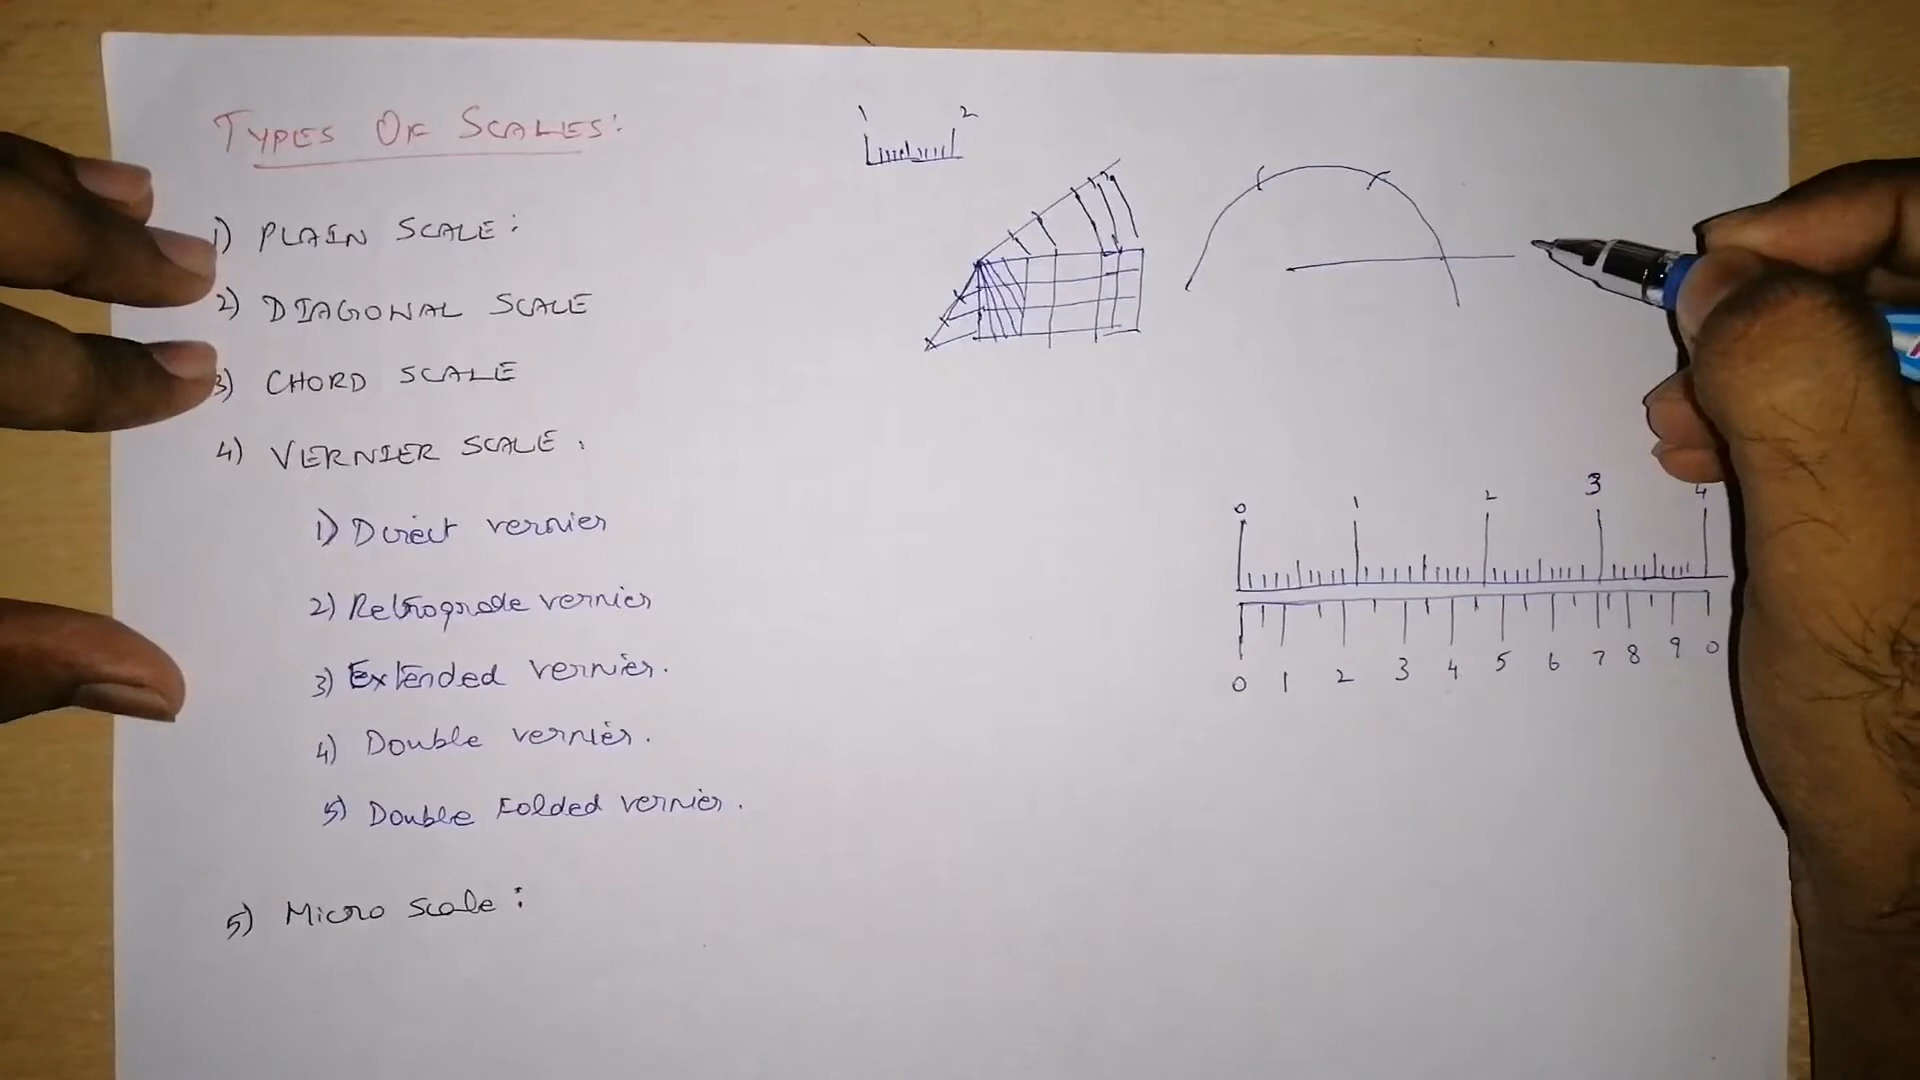 TYPES OF SCALES:
1) PLAIN SCALE:
2) DIAGONAL SCALE
3) CHORD SCALE
4) VERNIER SCALE:
1) Direct vernier
2) Retrograde vernier
3) Extended vernier.
4) Double vernier.
5) Double Folded vernier.
5) Micro scale:
1 2
0 1 2 3 4
0 1 2 3 4 5 6 7 8 9 0